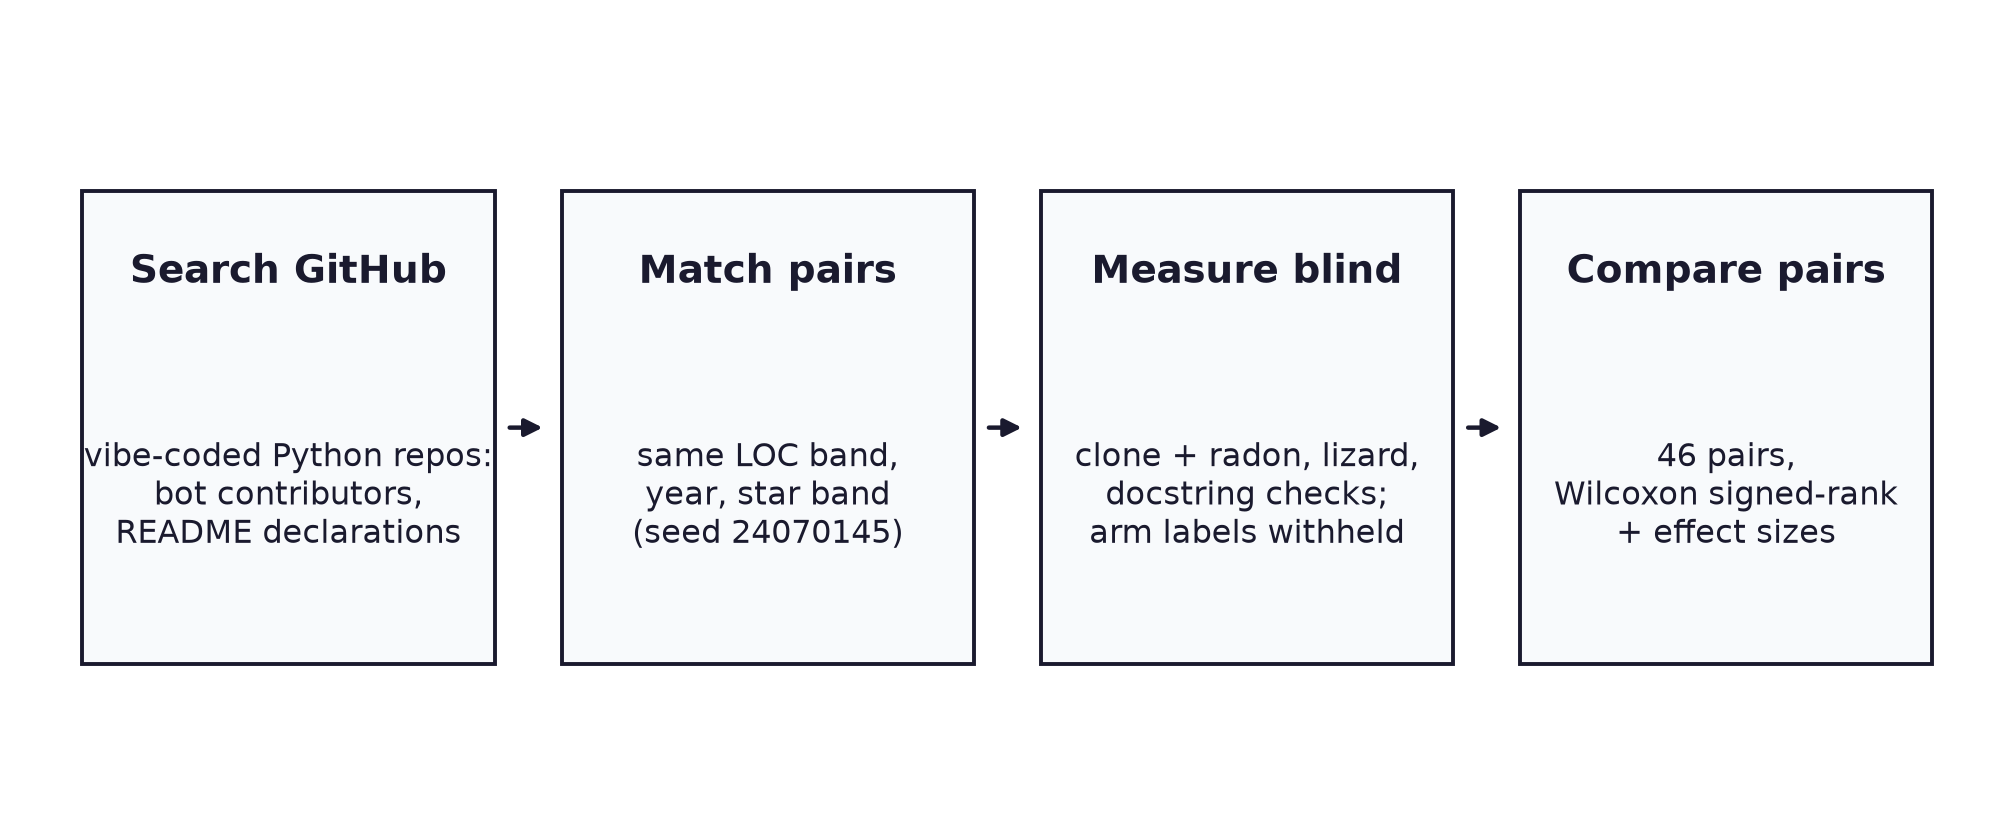 Search GitHub
vibe-coded Python repos:
bot contributors,
README declarations
Match pairs
same LOC band,
year, star band
(seed 24070145)
Measure blind
clone + radon, lizard,
docstring checks;
arm labels withheld
Compare pairs
46 pairs,
Wilcoxon signed-rank
+ effect sizes